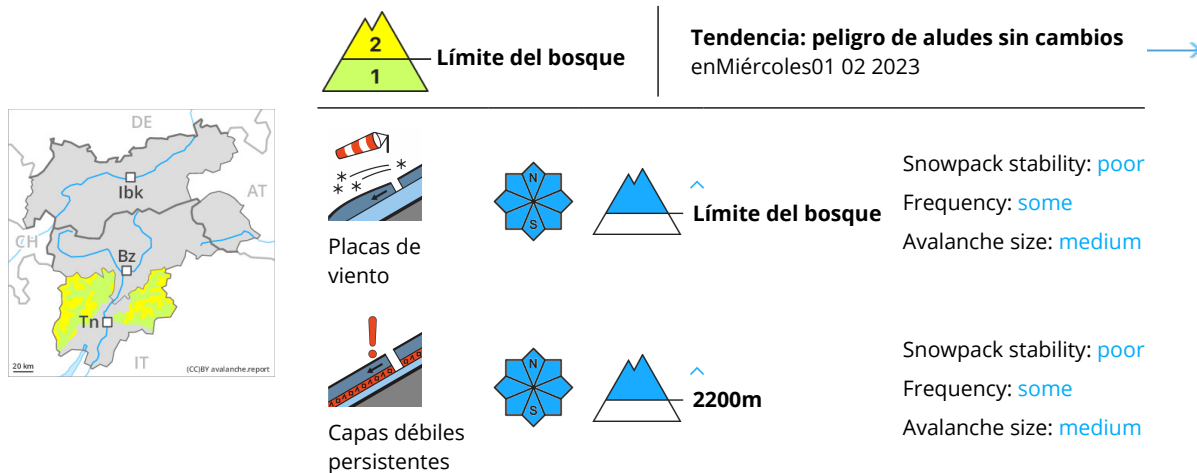 2
1
Límite del bosque
Tendencia: peligro de aludes sin cambios
enMiércoles01 02 2023
DE
Ibk
AT
CH
Bz
Tn
IT
20 km
(CC)BY avalanche.report
Placas de
viento
N
S
Límite del bosque
Snowpack stability: poor
Frequency: some
Avalanche size: medium
Capas débiles
persistentes
N
S
2200m
Snowpack stability: poor
Frequency: some
Avalanche size: medium